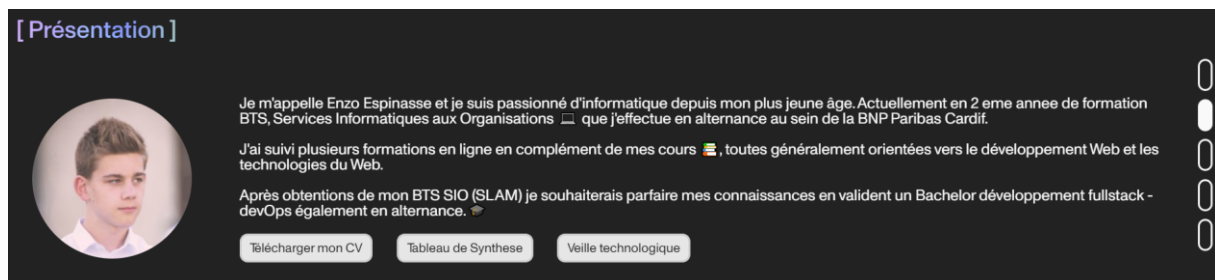 [ Présentation ]
Je m'appelle Enzo Espinasse et je suis passionné d'informatique depuis mon plus jeune âge. Actuellement en 2 eme annee de formation
BTS, Services Informatiques aux Organisations 💻 que j'effectue en alternance au sein de la BNP Paribas Cardif.
J'ai suivi plusieurs formations en ligne en complément de mes cours 📚, toutes généralement orientées vers le développement Web et les
technologies du Web.
Après obtentions de mon BTS SIO (SLAM) je souhaiterais parfaire mes connaissances en valident un Bachelor développement fullstack -
devOps également en alternance. 🎓
Télécharger mon CV
Tableau de Synthese
Veille technologique